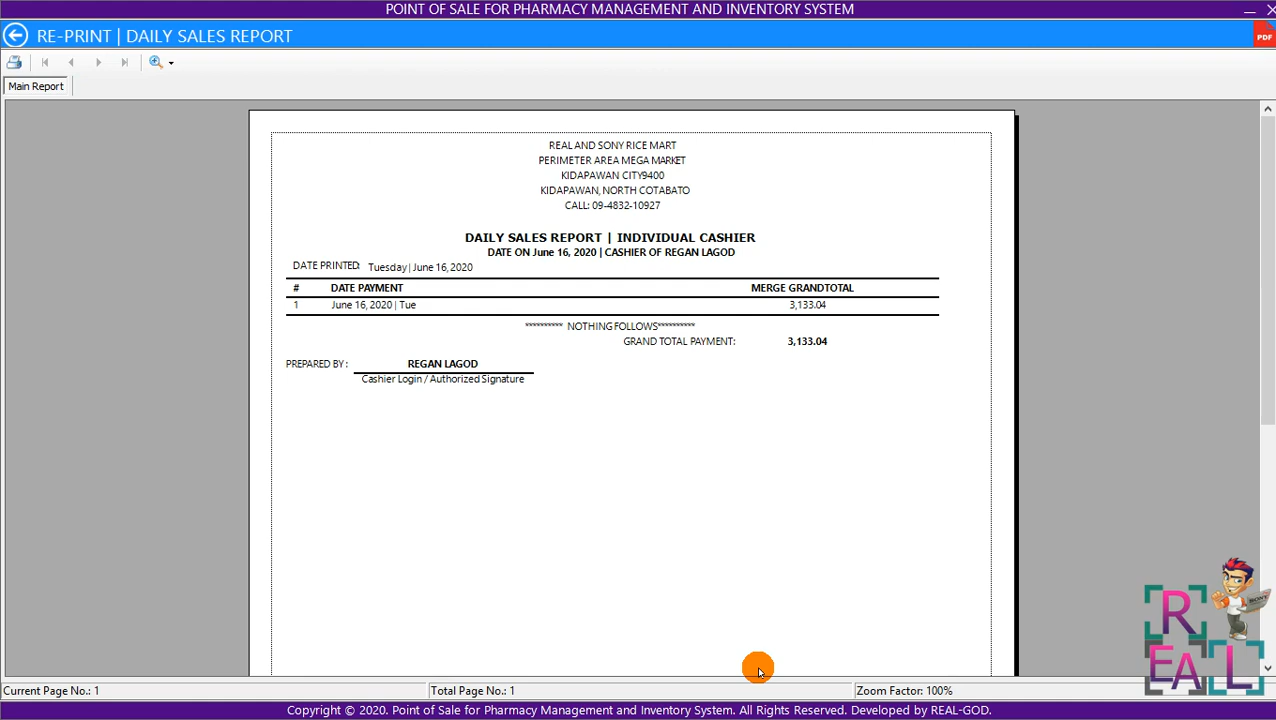 POINT OF SALE FOR PHARMACY MANAGEMENT AND INVENTORY SYSTEM
RE-PRINT | DAILY SALES REPORT
PDF
Main Report
REAL AND SONY RICE MART
PERIMETER AREA MEGA MARKET
KIDAPAWAN CITY9400
KIDAPAWAN, NORTH COTABATO
CALL: 09-4832-10927
DAILY SALES REPORT | INDIVIDUAL CASHIER
DATE ON June 16, 2020 | CASHIER OF REGAN LAGOD
DATE PRINTED: Tuesday | June 16, 2020
# DATE PAYMENT MERGE GRANDTOTAL
1 June 16, 2020 | Tue 3,133.04
********** NOTHING FOLLOWS**********
GRAND TOTAL PAYMENT: 3,133.04
PREPARED BY : REGAN LAGOD
Cashier Login / Authorized Signature
R
EAL
Current Page No.: 1 Total Page No.: 1 Zoom Factor: 100%
Copyright © 2020. Point of Sale for Pharmacy Management and Inventory System. All Rights Reserved. Developed by REAL-GOD.